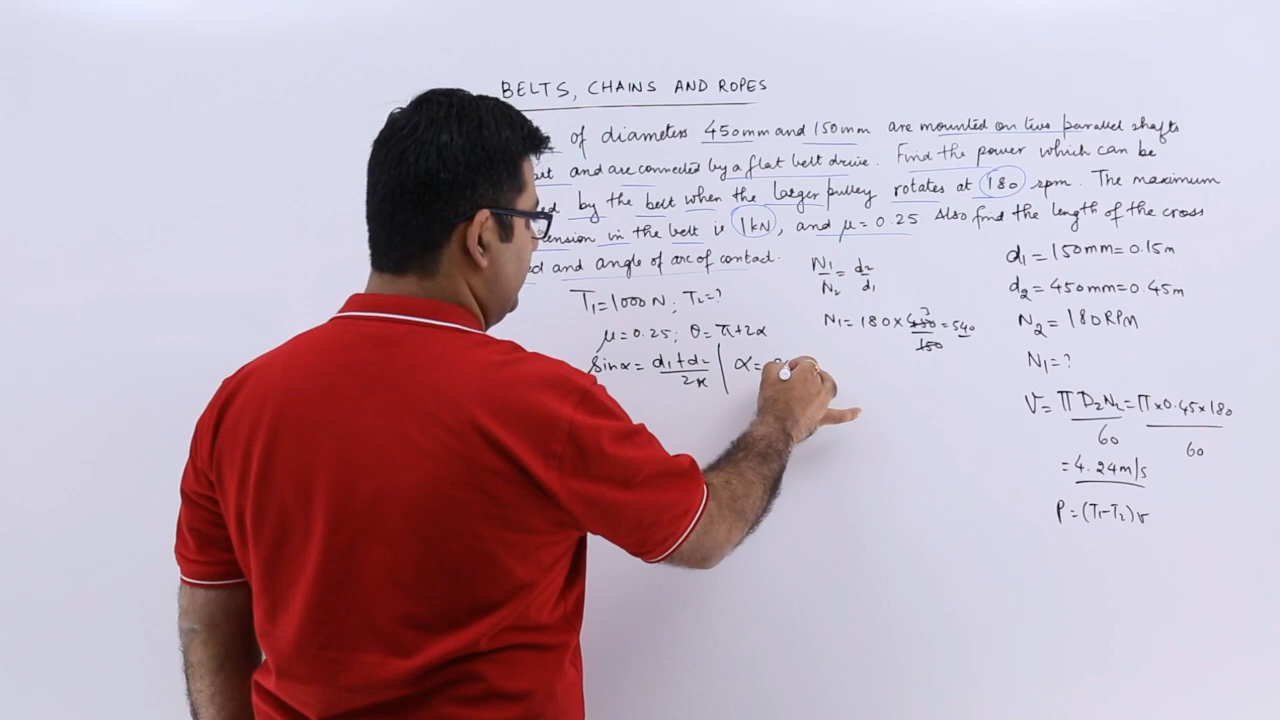 BELTS, CHAINS AND ROPES
of diameters 450mm and 150mm are mounted on two parallel shafts
and are connected by a flat belt drive. Find the power which can be
by the belt when the larger pulley rotates at 180 rpm. The maximum
tension in the belt is 1kN, and μ = 0.25 Also find the length of the cross
and angle of arc of contact.
T1 = 1000 N ; T2 = ?
μ = 0.25 ; θ = π + 2α
Sinα = d1 + d2 / 2x | α =
N1/N2 = d2/d1
N1 = 180 × 450/150 = 540
3
d1 = 150mm = 0.15m
d2 = 450mm = 0.45m
N2 = 180 RPM
N1 = ?
V = π D2 N2 / 60 = π × 0.45 × 180 / 60
= 4.24 m/s
P = (T1 - T2) v